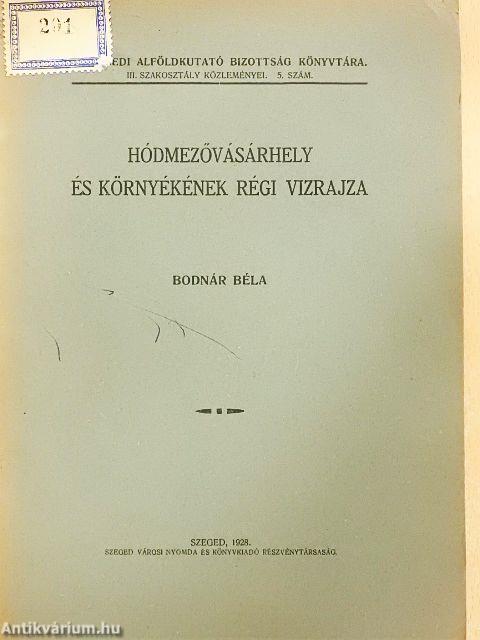 201
EDI ALFÖLDKUTATÓ BIZOTTSÁG KÖNYVTÁRA.
III. SZAKOSZTÁLY KÖZLEMÉNYEI. 5. SZÁM.
HÓDMEZŐVÁSÁRHELY
ÉS KÖRNYÉKÉNEK RÉGI VIZRAJZA
BODNÁR BÉLA
SZEGED, 1928.
SZEGED VÁROSI NYOMDA ÉS KÖNYVKIADÓ RÉSZVÉNYTÁRSASÁG.
Antikvárium.hu